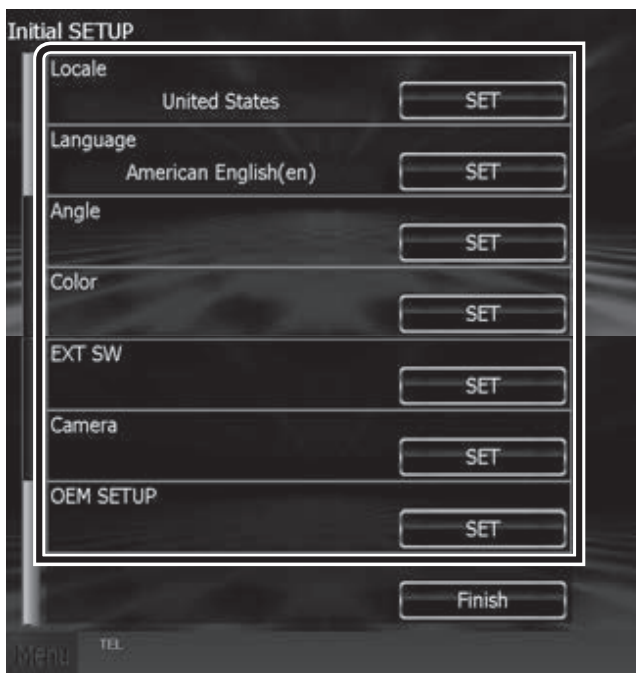 Initial SETUP
Locale
United States SET
Language
American English(en) SET
Angle
SET
Color
SET
EXT SW
SET
Camera
SET
OEM SETUP
SET
Finish
Menu TEL